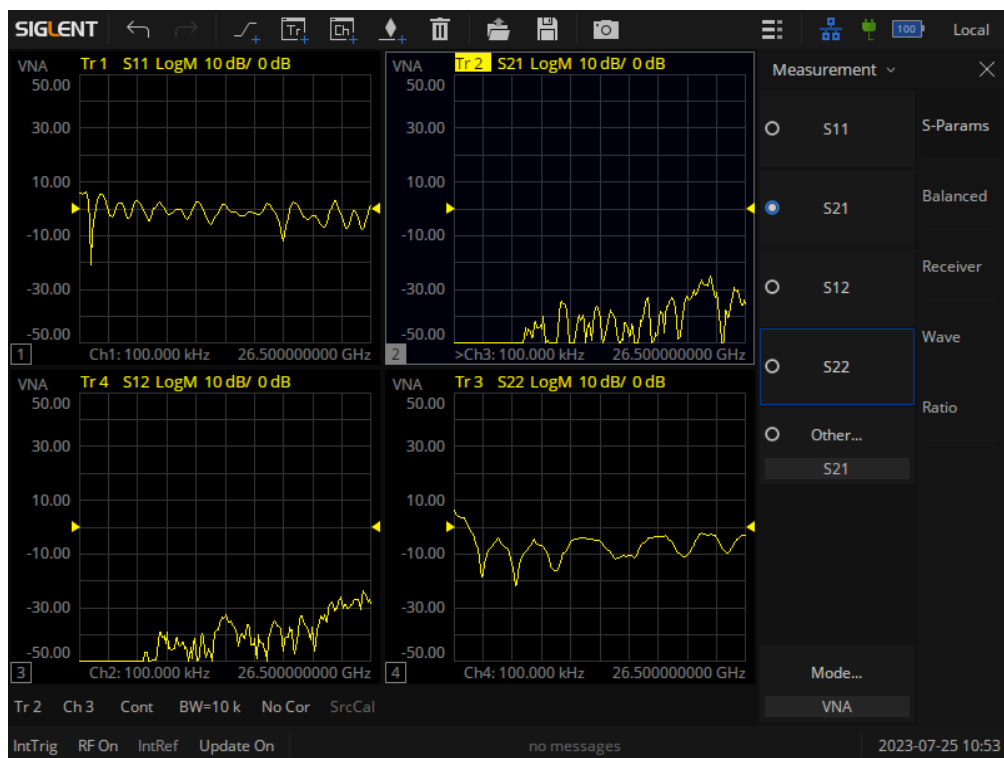 SIGLENT Tr Ch 100 Local
VNA Tr 1 S11 LogM 10 dB/ 0 dB
50.00
30.00
10.00
-10.00
-30.00
-50.00
1 Ch1: 100.000 kHz 26.500000000 GHz
VNA Tr 2 S21 LogM 10 dB/ 0 dB
50.00
30.00
10.00
-10.00
-30.00
-50.00
2 >Ch3: 100.000 kHz 26.500000000 GHz
VNA Tr 4 S12 LogM 10 dB/ 0 dB
50.00
30.00
10.00
-10.00
-30.00
-50.00
3 Ch2: 100.000 kHz 26.500000000 GHz
VNA Tr 3 S22 LogM 10 dB/ 0 dB
50.00
30.00
10.00
-10.00
-30.00
-50.00
4 Ch4: 100.000 kHz 26.500000000 GHz
Measurement
S11
S21
S12
S22
Other...
S21
Mode...
VNA
S-Params
Balanced
Receiver
Wave
Ratio
Tr 2 Ch 3 Cont BW=10 k No Cor SrcCal
IntTrig RF On IntRef Update On no messages 2023-07-25 10:53